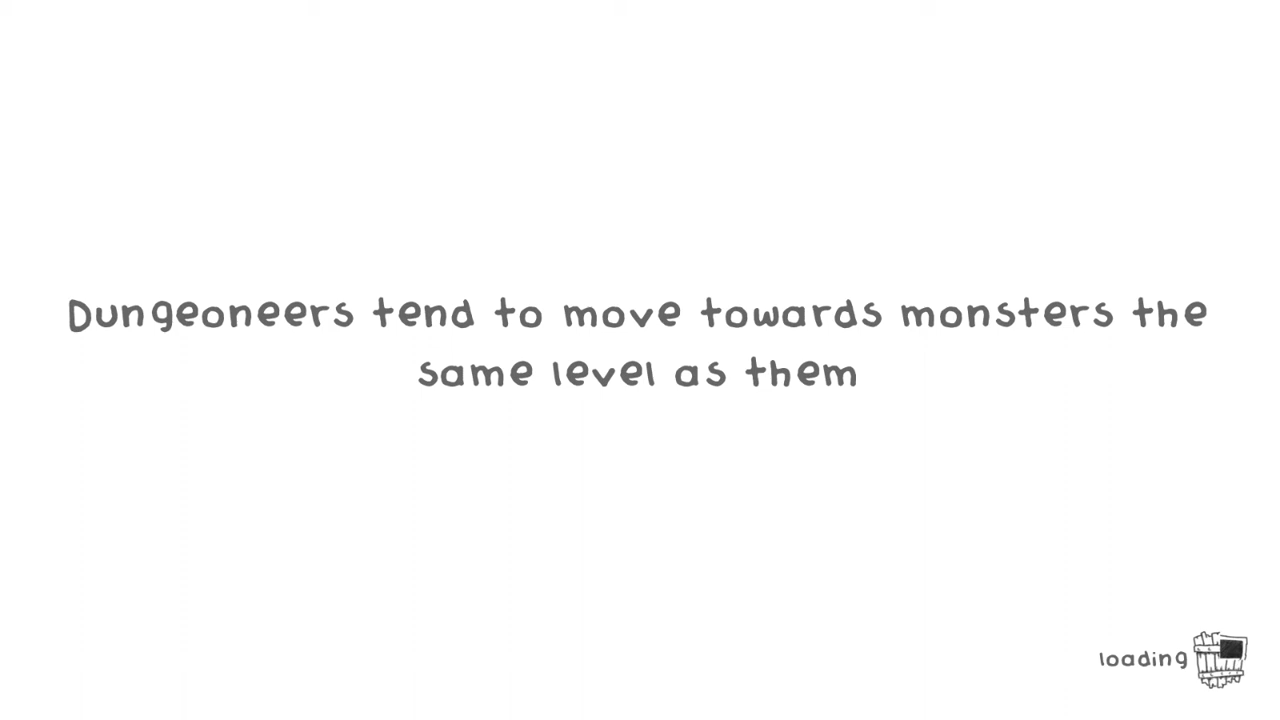 Dungeoneers tend to move towards monsters the
same level as them
loading